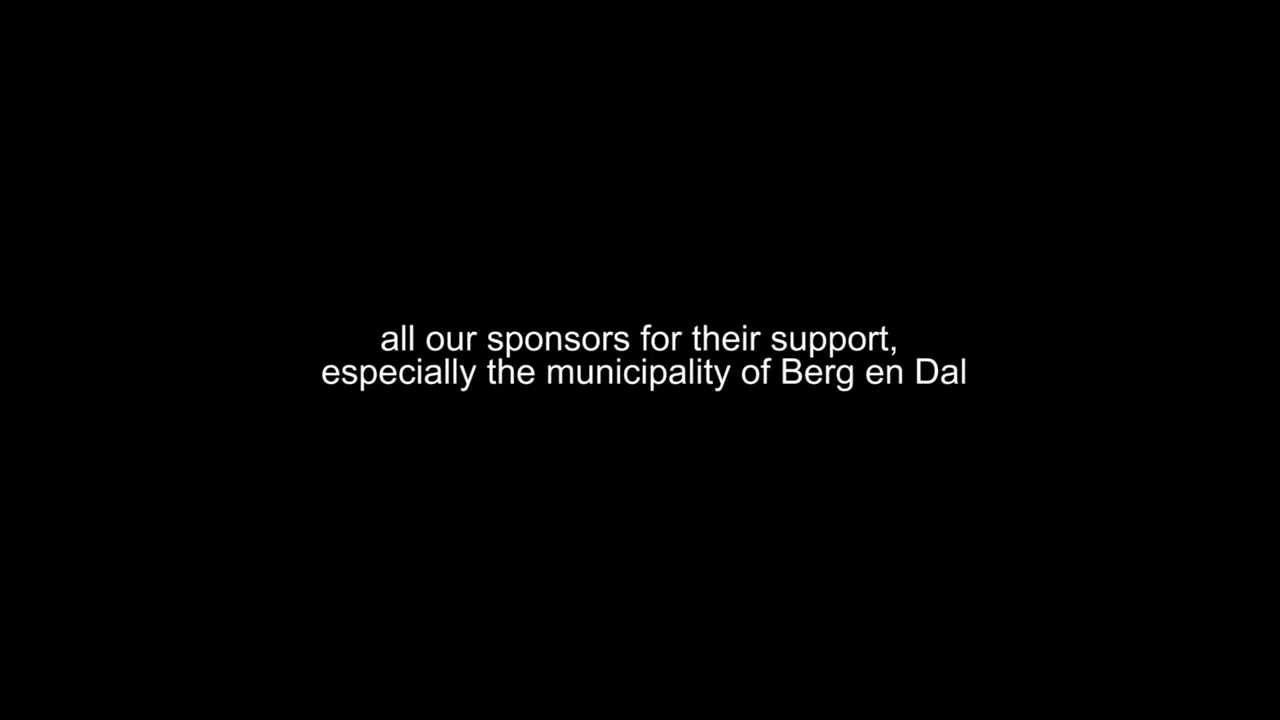 all our sponsors for their support,
especially the municipality of Berg en Dal